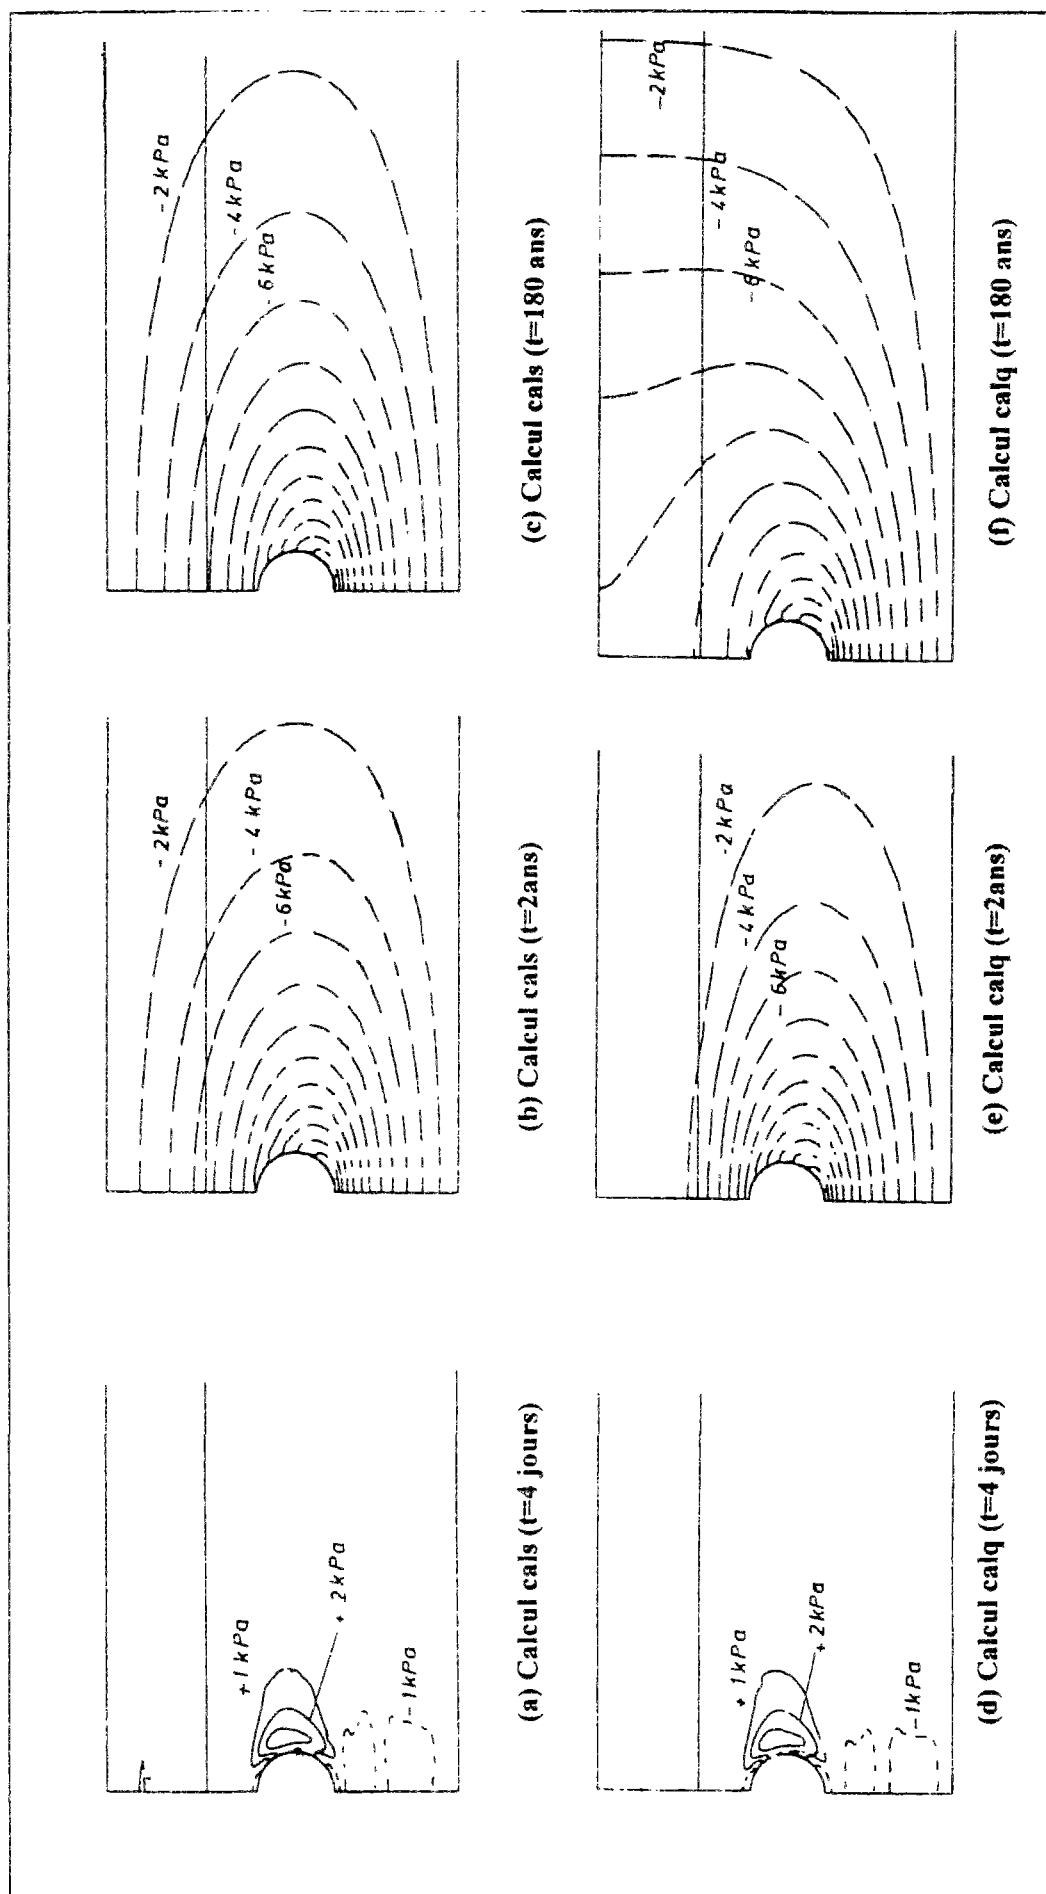 +1kPa
+2kPa
-1kPa
(a) Calcul cals (t=4 jours)
-2kPa
-4kPa
-6kPa
(b) Calcul cals (t=2ans)
-2kPa
-4kPa
-6kPa
(c) Calcul cals (t=180 ans)
+1kPa
+2kPa
-1kPa
(d) Calcul calq (t=4 jours)
-2kPa
-4kPa
-6kPa
(e) Calcul calq (t=2ans)
-2kPa
-4kPa
-6kPa
(f) Calcul calq (t=180 ans)